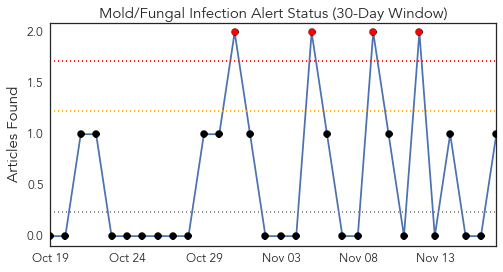 Mold/Fungal Infection Alert Status (30-Day Window)
Articles Found
2.0
1.5
1.0
0.5
0.0
Oct 19 Oct 24 Oct 29 Nov 03 Nov 08 Nov 13